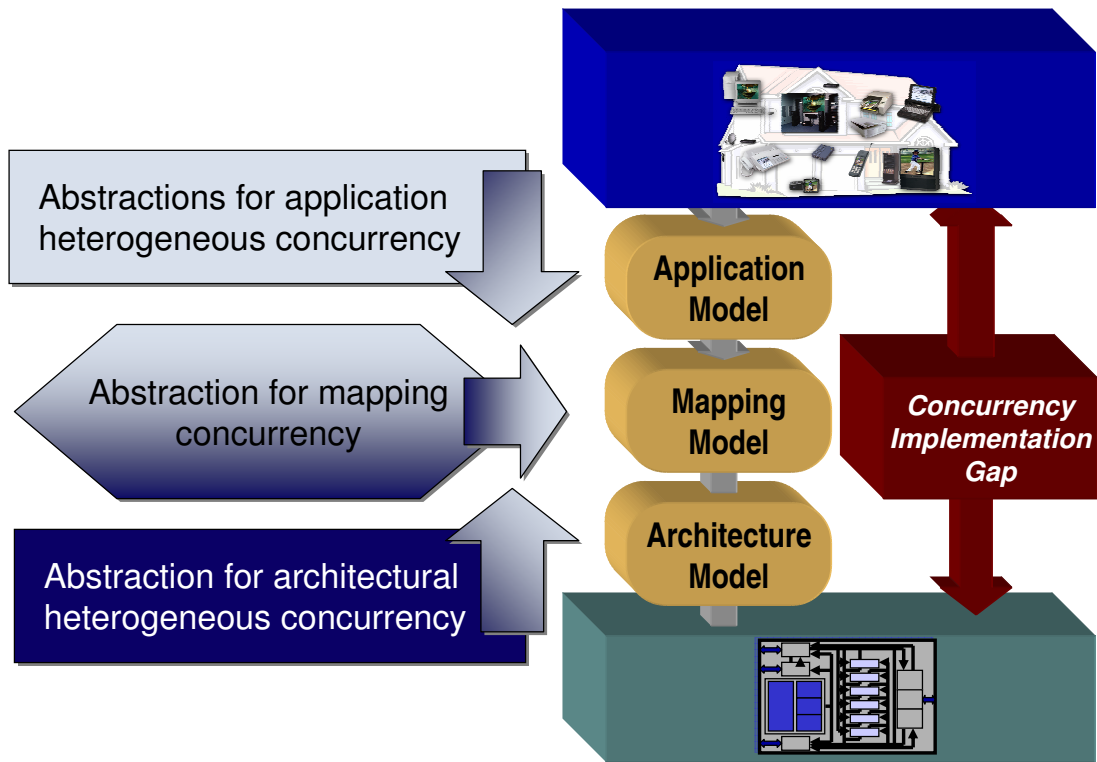 Abstractions for application
heterogeneous concurrency
Abstraction for mapping
concurrency
Abstraction for architectural
heterogeneous concurrency
Application
Model
Mapping
Model
Architecture
Model
Concurrency
Implementation
Gap